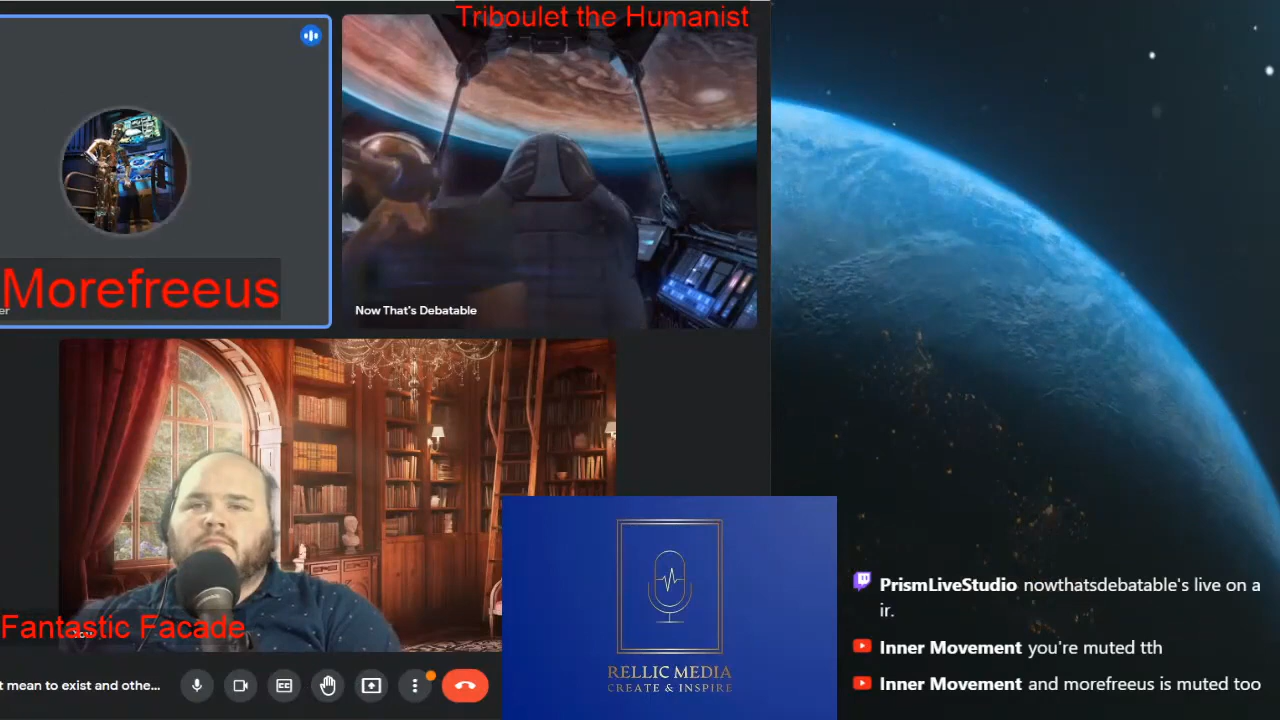 Triboulet the Humanist
Morefreeus
er
Now That's Debatable
Fantastic Facade
t mean to exist and othe...
RELLIC MEDIA
CREATE & INSPIRE
PrismLiveStudio nowthatsdebatable's live on a
ir.
Inner Movement you're muted tth
Inner Movement and morefreeus is muted too